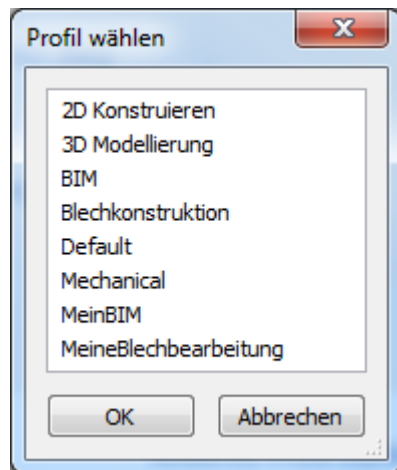 Profil wählen
2D Konstruieren
3D Modellierung
BIM
Blechkonstruktion
Default
Mechanical
MeinBIM
MeineBlechbearbeitung
OK Abbrechen